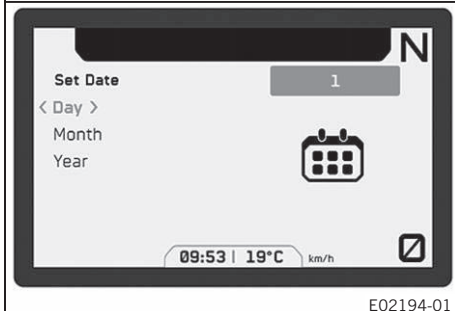 N
Set Date 1
< Day >
Month
Year
09:53 | 19°C km/h
0
E02194-01